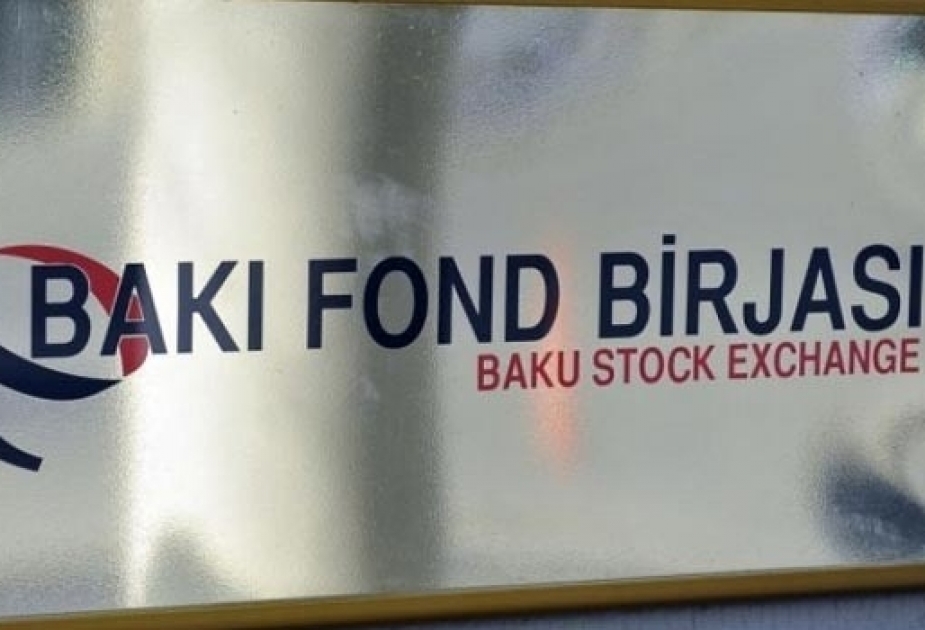 BAKI FOND BİRJASI
BAKU STOCK EXCHANGE